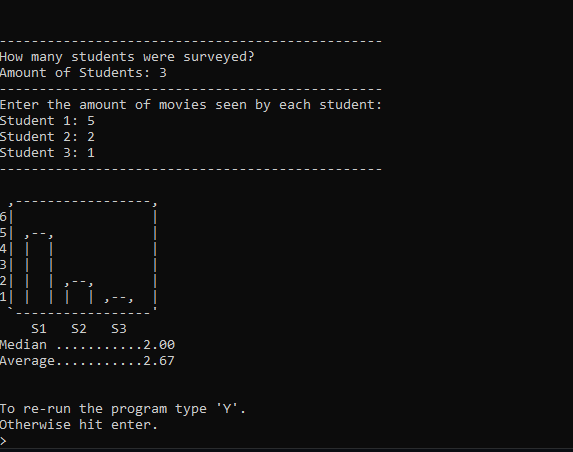 -----------------------------------------------
How many students were surveyed?
Amount of Students: 3
-----------------------------------------------
Enter the amount of movies seen by each student:
Student 1: 5
Student 2: 2
Student 3: 1
-----------------------------------------------
 ,-----------------,
6|                 |
5| ,--,            |
4| |  |            |
3| |  |            |
2| |  | ,--,       |
1| |  | |  | ,--,  |
 `-----------------'
    S1   S2   S3
Median ...........2.00
Average...........2.67
To re-run the program type 'Y'.
Otherwise hit enter.
>